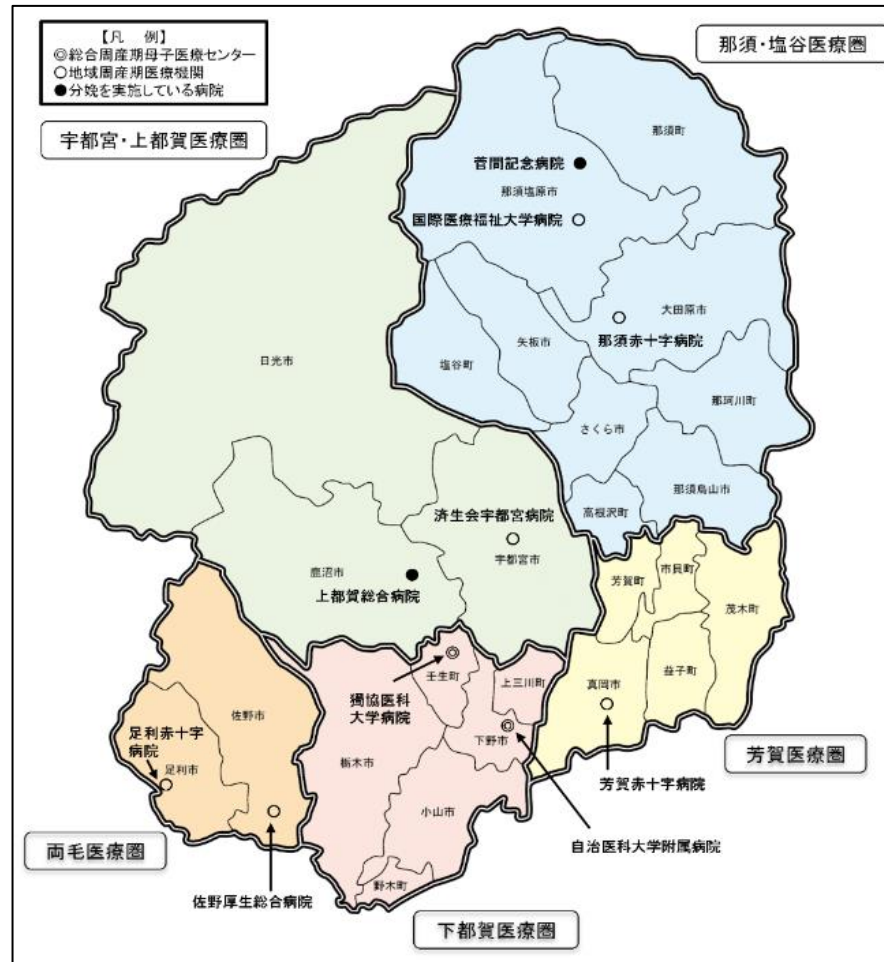 【凡　例】
◎総合周産期母子医療センター
○地域周産期医療機関
●分娩を実施している病院
那須・塩谷医療圏
宇都宮・上都賀医療圏
那須町
菅間記念病院
那須塩原市
国際医療福祉大学病院
大田原市
那須赤十字病院
矢板市
塩谷町
日光市
那珂川町
さくら市
那須烏山市
高根沢町
済生会宇都宮病院
宇都宮市
鹿沼市
上都賀総合病院
芳賀町
市貝町
茂木町
益子町
真岡市
芳賀赤十字病院
芳賀医療圏
壬生町
上三川町
獨協医科
大学病院
下野市
栃木市
小山市
自治医科大学附属病院
野木町
下都賀医療圏
佐野市
足利赤十字
病院
足利市
両毛医療圏
佐野厚生総合病院